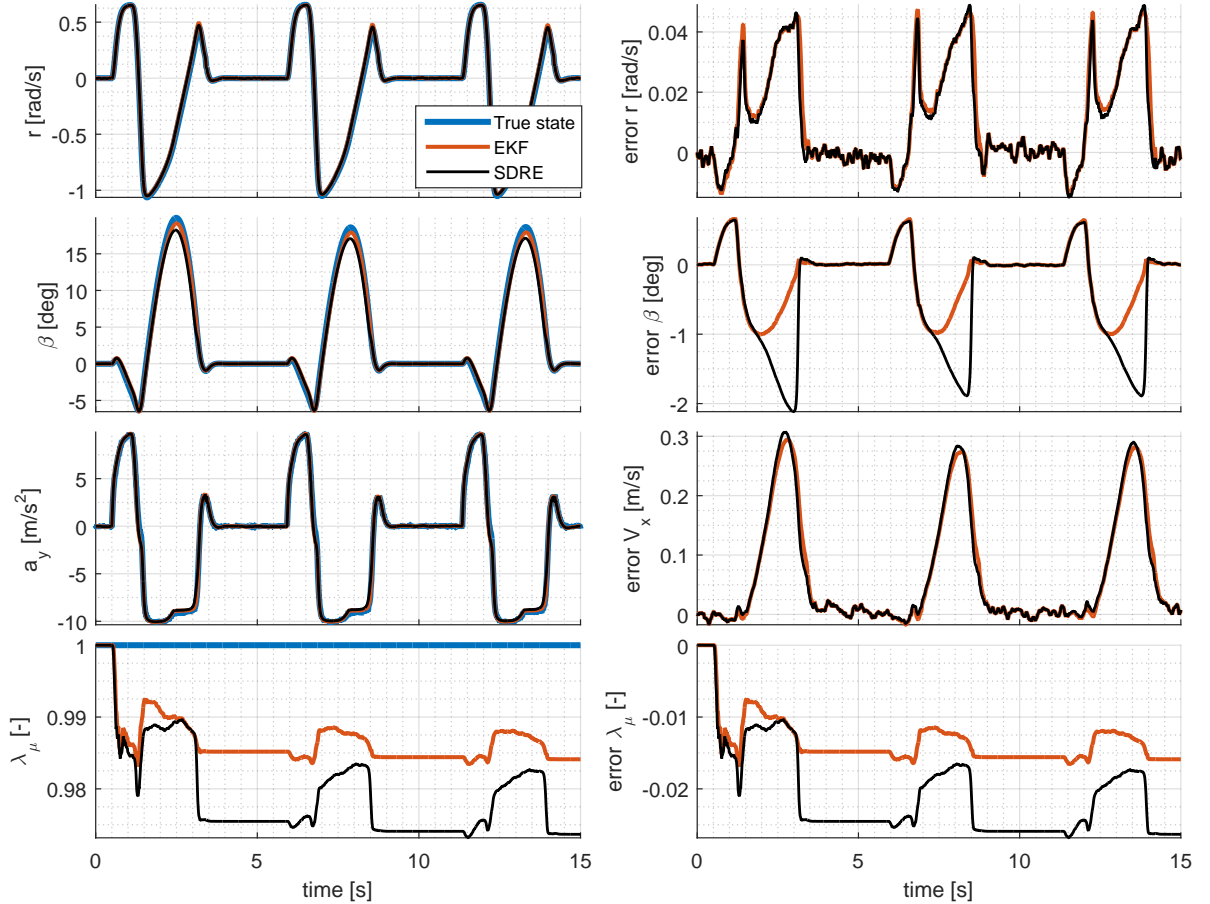 0.5
0
-0.5
-1
r [rad/s]
True state
EKF
SDRE
0.04
0.02
0
error r [rad/s]
15
10
5
0
-5
β [deg]
0
-1
-2
error β [deg]
5
0
-5
-10
a_y [m/s²]
0.3
0.2
0.1
0
error V_x [m/s]
1
0.99
0.98
λ_μ [-]
0 5 10 15
time [s]
0
-0.01
-0.02
error λ_μ [-]
0 5 10 15
time [s]